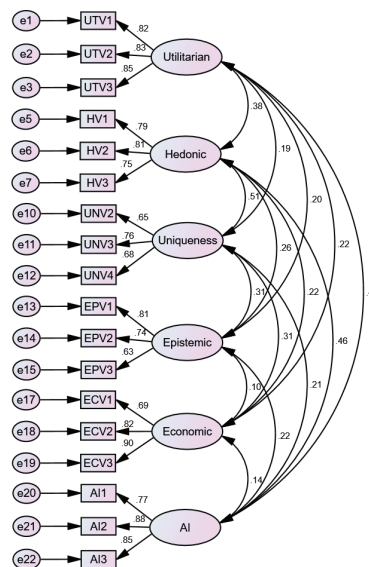 e1 UTV1 .82
e2 UTV2 .83 Utilitarian
e3 UTV3 .85
e5 HV1 .79 .38
e6 HV2 .81 Hedonic .19
e7 HV3 .75 .51 .20
e10 UNV2 .65
e11 UNV3 .76 Uniqueness .26 .22
e12 UNV4 .68
e13 EPV1 .81 .31 .22
e14 EPV2 .74 Epistemic .31 .46
e15 EPV3 .63 .10 .21
e17 ECV1 .69
e18 ECV2 .82 Economic .22
e19 ECV3 .90
e20 AI1 .77 .14
e21 AI2 .88 AI
e22 AI3 .85